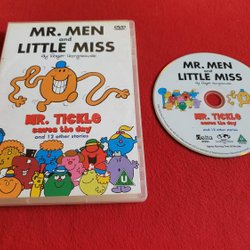 DVD
MR. MEN
and
LITTLE MISS
By Roger Hargreaves
MR. TICKLE
saves the day
and 12 other stories
MR. MEN
and
LITTLE MISS
By Roger Hargreaves
MR. TICKLE
saves the day
and 12 other stories